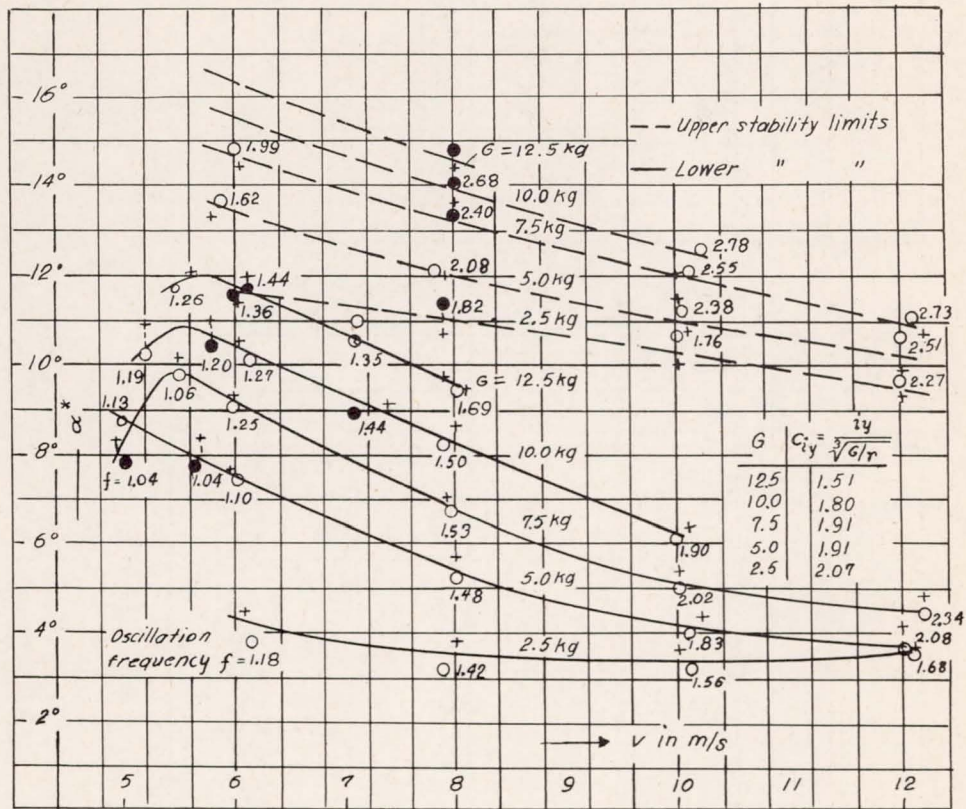 16°
— — Upper stability limits
1.99
G = 12.5 kg
— Lower " "
14°
2.68
10.0 kg
1.62
2.40
7.5 kg
2.78
2.08
2.55
12°
1.44
5.0 kg
1.26
1.36
1.82
2.5 kg
2.38
2.73
1.76
2.51
1.35
10°
1.20
1.19
1.27
G = 12.5 kg
1.06
2.27
1.69
α*
1.13
1.25
1.44
G | Ciy = iy / ∛G/r
8°
1.50
10.0 kg
12.5 1.51
f = 1.04
1.04
1.10
10.0 1.80
7.5 1.91
7.5 kg
6°
1.53
1.90
5.0 1.91
2.5 2.07
5.0 kg
1.48
2.02
2.34
4°
Oscillation
2.5 kg
1.83
2.08
frequency f = 1.18
1.42
1.56
1.68
2°
v in m/s
5 6 7 8 9 10 11 12